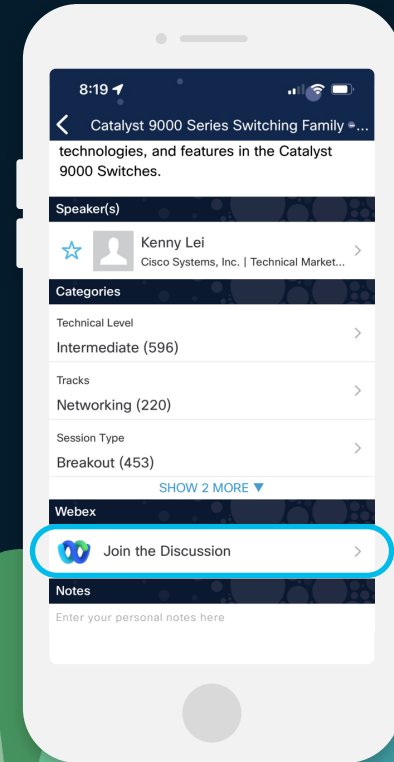 8:19
Catalyst 9000 Series Switching Family -...
technologies, and features in the Catalyst
9000 Switches.
Speaker(s)
Kenny Lei
Cisco Systems, Inc. | Technical Market...
Categories
Technical Level
Intermediate (596)
Tracks
Networking (220)
Session Type
Breakout (453)
SHOW 2 MORE ▼
Webex
Join the Discussion
Notes
Enter your personal notes here